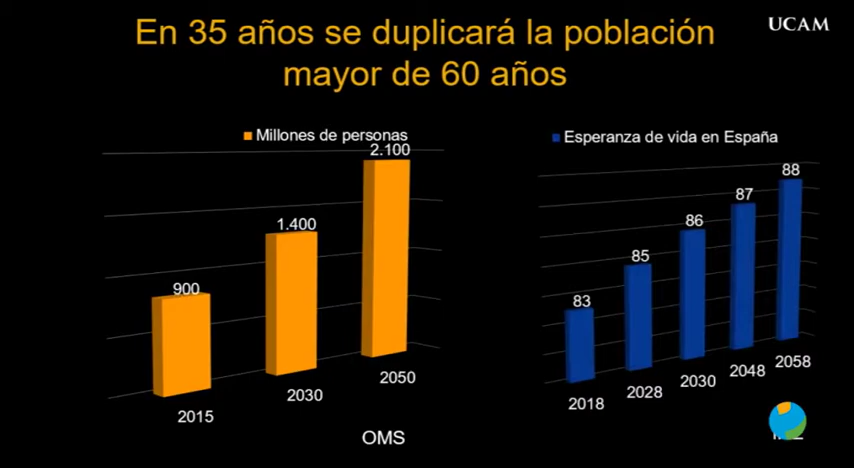 En 35 años se duplicará la población
mayor de 60 años
UCAM
Millones de personas
2.100
1.400
900
2015
2030
2050
OMS
Esperanza de vida en España
88
87
86
85
83
2018
2028
2030
2048
2058